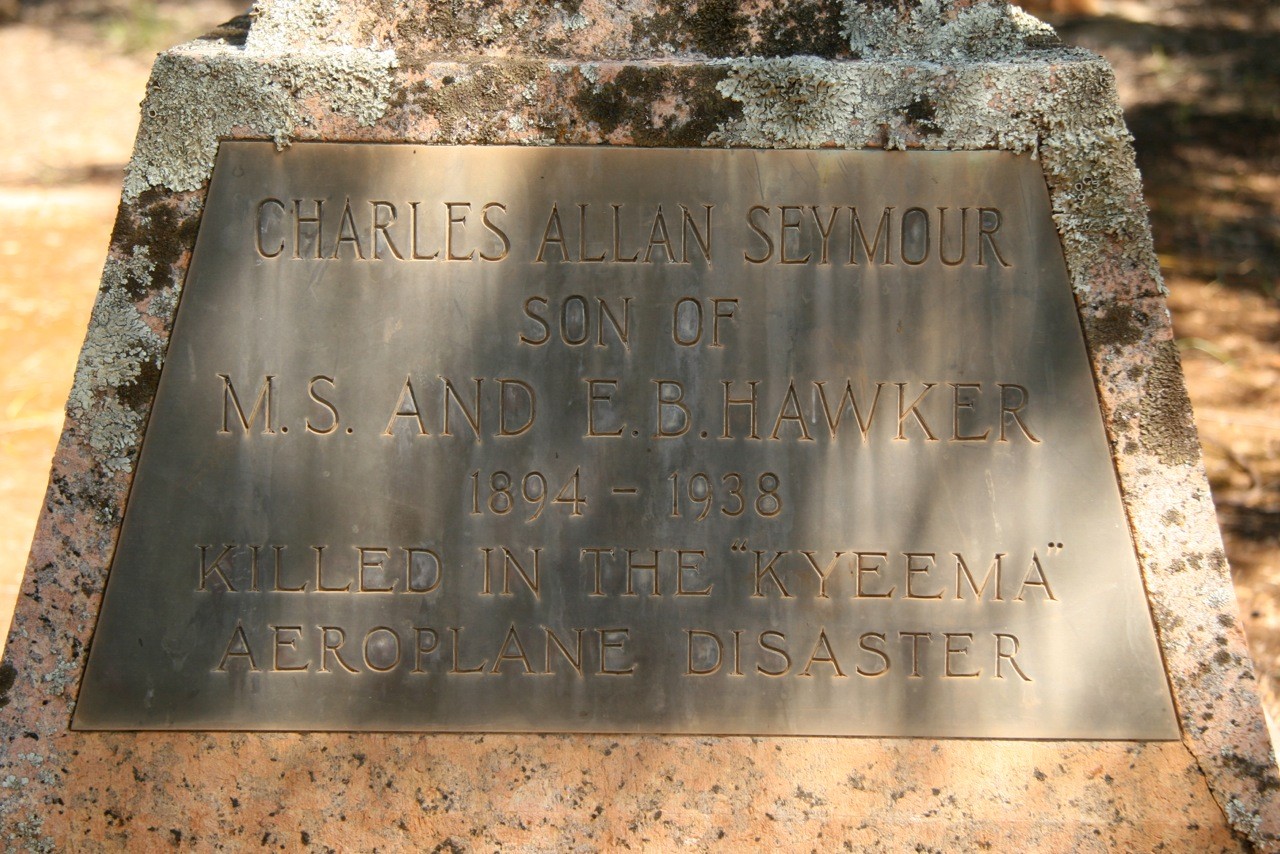 CHARLES ALLAN SEYMOUR
SON OF
M.S. AND E.B.HAWKER
1894 - 1938
KILLED IN THE "KYEEMA"
AEROPLANE DISASTER